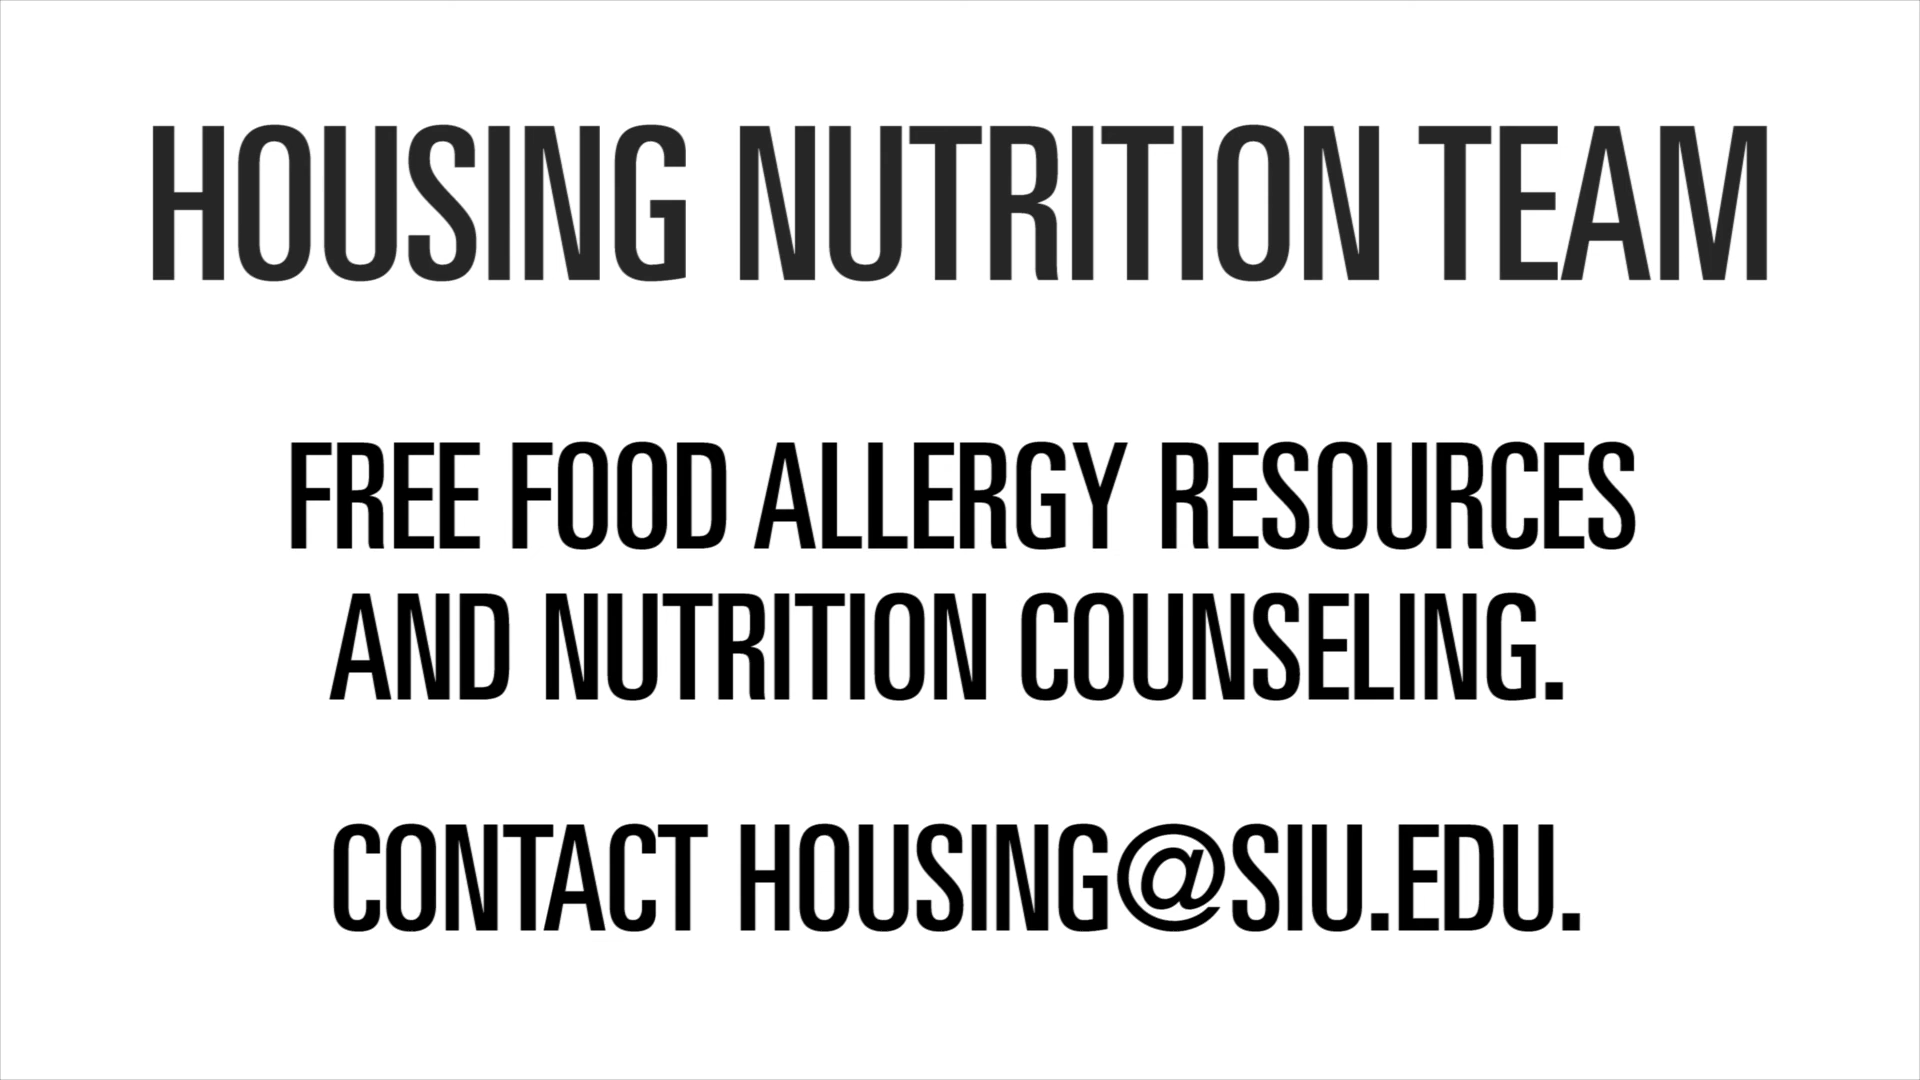 HOUSING NUTRITION TEAM
FREE FOOD ALLERGY RESOURCES
AND NUTRITION COUNSELING.
CONTACT HOUSING@SIU.EDU.